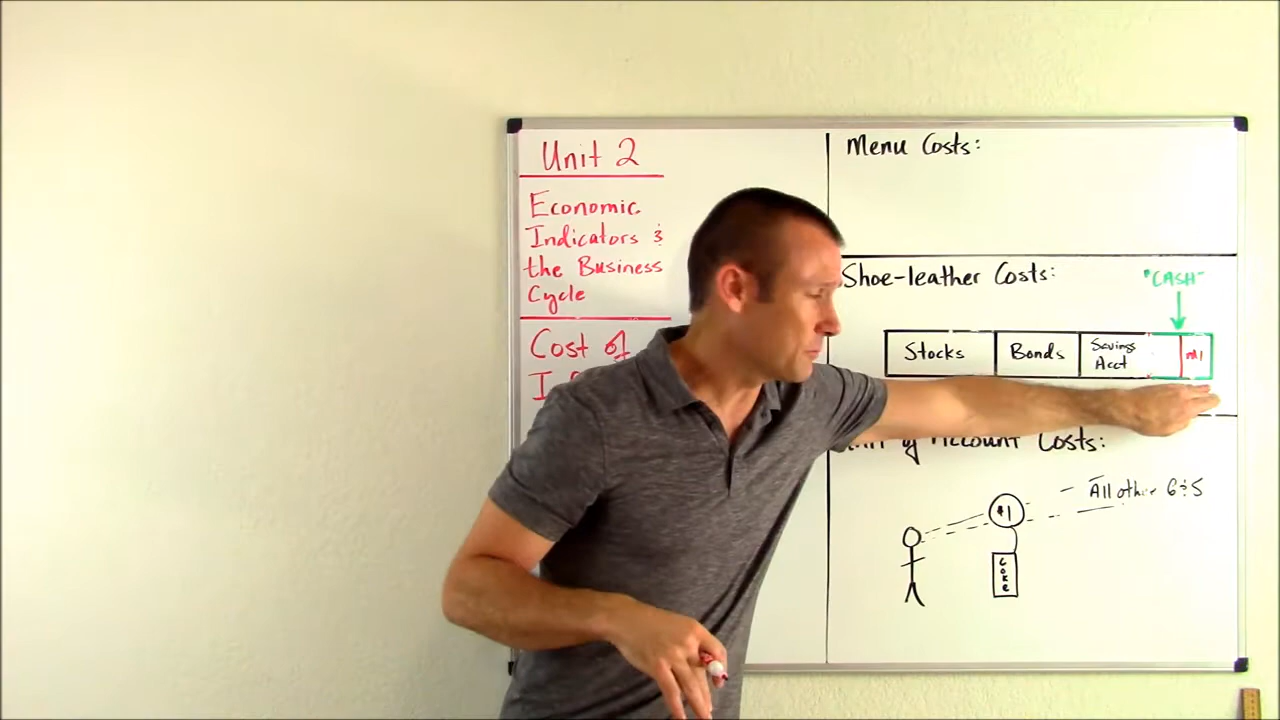 Unit 2
Economic
Indicators &
the Business
Cycle
Cost of
Menu Costs:
Shoe-leather Costs:
"CASH"
Stocks
Bonds
Savings
Acct
M1
of Account Costs:
All other G & S
$1
COKE